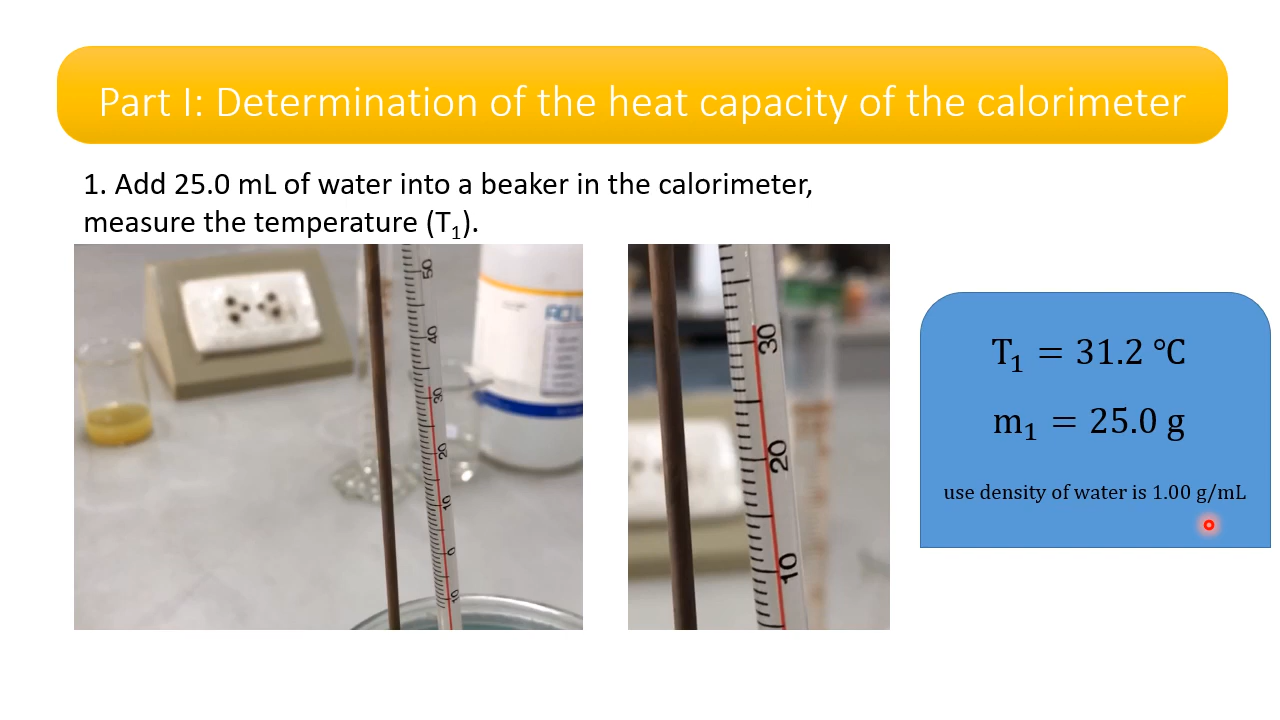 Part I: Determination of the heat capacity of the calorimeter
1. Add 25.0 mL of water into a beaker in the calorimeter,
measure the temperature (T₁).
50
40
30
20
10
0
10
30
20
10
T₁ = 31.2 °C
m₁ = 25.0 g
use density of water is 1.00 g/mL